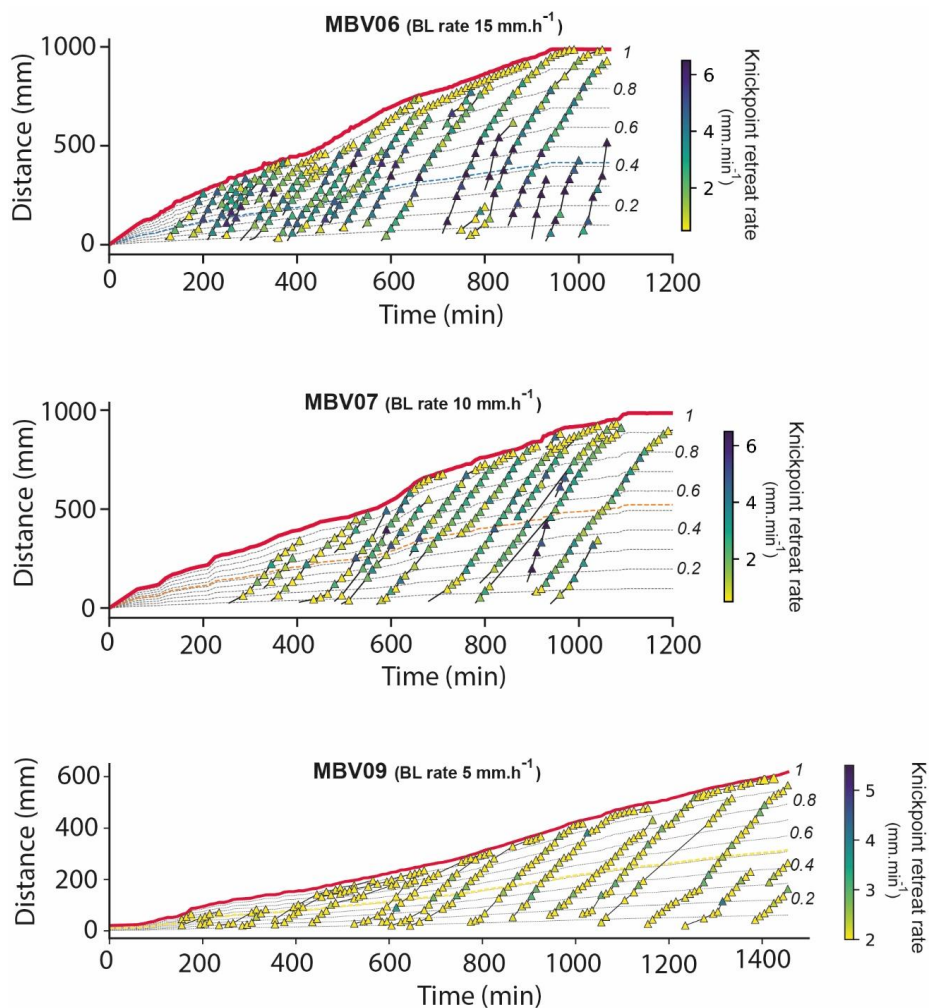 MBV06 (BL rate 15 mm.h-1)
1000
500
0
Distance (mm)
1
0.8
0.6
0.4
0.2
0 200 400 600 800 1000 1200
Time (min)
6
4
2
Knickpoint retreat rate
(mm.min-1)
MBV07 (BL rate 10 mm.h-1)
1000
500
0
Distance (mm)
1
0.8
0.6
0.4
0.2
0 200 400 600 800 1000 1200
Time (min)
6
4
2
Knickpoint retreat rate
(mm.min-1)
MBV09 (BL rate 5 mm.h-1)
600
400
200
0
Distance (mm)
1
0.8
0.6
0.4
0.2
0 200 400 600 800 1000 1200 1400
Time (min)
5
4
3
2
Knickpoint retreat rate
(mm.min-1)